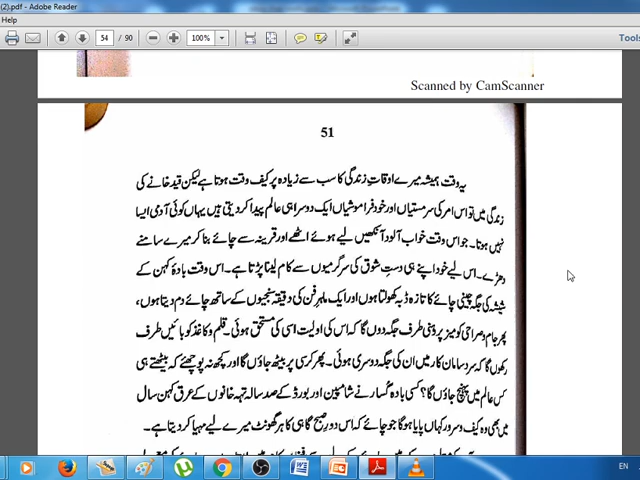 (2).pdf - Adobe Reader
Help
54 / 90
100%
Tools
Scanned by CamScanner
51
یہ وقت ہمیشہ میرے اوقاتِ زندگی کا سب سے زیادہ پُر کیف وقت ہوتا ہے لیکن قید خانے کی
زندگی میں تو اس امر کی سرمستیاں اور خود فراموشیاں ایک دوسرا ہی عالم پیدا کر دیتی ہیں یہاں کوئی آدمی ایسا
نہیں ہوتا۔ جو اس وقت خواب آلود آنکھیں لیے ہوئے اٹھے اور قرینہ سے چائے بنا کر میرے سامنے
دھرے۔ اس لیے خود اپنے ہی دستِ شوق کی سرگرمیوں سے کام لینا پڑتا ہے۔ اس وقت بادۂ کہن کے
شیشہ کی جگہ چینی چائے کا تازہ ڈبہ کھولتا ہوں اور ایک ماہرِ فن کی دقیقہ سنجیوں کے ساتھ چائے دم دیتا ہوں،
پھر جام و صراحی کو میز پر دہنی طرف جگہ دوں گا کہ اس کی اولیت اسی کی مستحق ہوئی۔ قلم و کاغذ کو بائیں طرف
رکھوں گا کہ سرو سامانِ کار میں ان کی جگہ دوسری ہوئی۔ پھر کرسی پر بیٹھ جاؤں گا اور کچھ نہ پوچھئے کہ بیٹھتے ہی
کس عالم میں پہنچ جاؤں گا؟ کسی بادہ گسار نے شامپین اور بورڈ کے صد سالہ تہہ خانوں کے عرق کہن سال
میں بھی وہ کیف و سرور کہاں پایا ہوگا جو چائے کہ اس دورِ صبح گاہی کا ہر گھونٹ میرے لیے مہیا کر دیتا ہے۔
EN